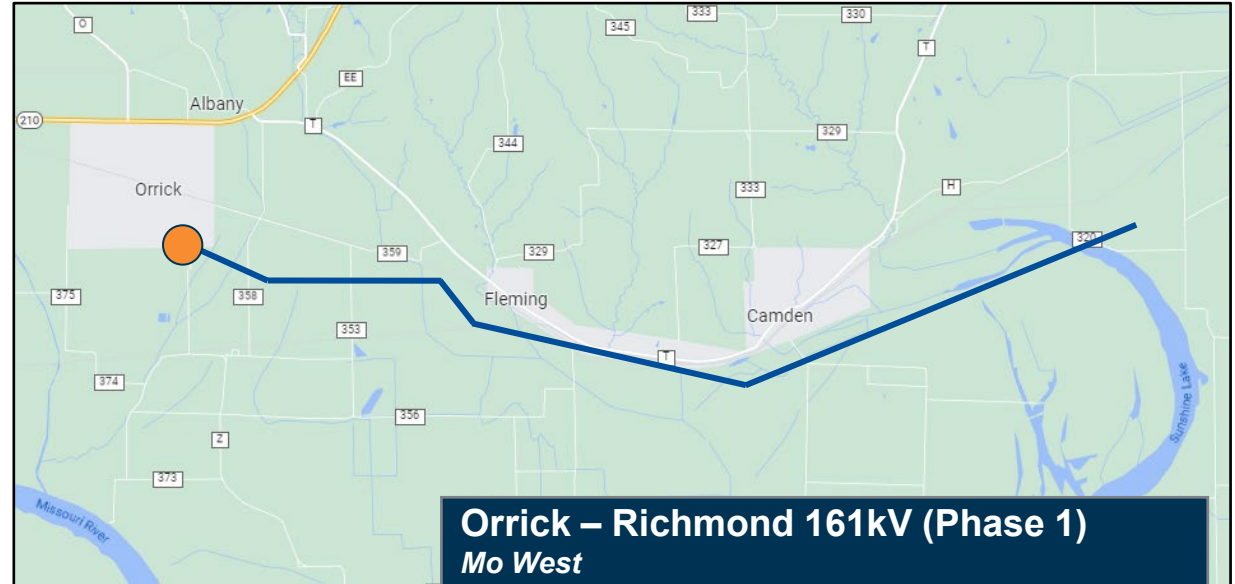 O
345
333
330
T
EE
Albany
210
T
329
344
Orrick
333
H
359
329
327
320
375
358
Fleming
Camden
353
T
374
356
Sunshine Lake
Z
373
Missouri River
Orrick – Richmond 161kV (Phase 1)
Mo West